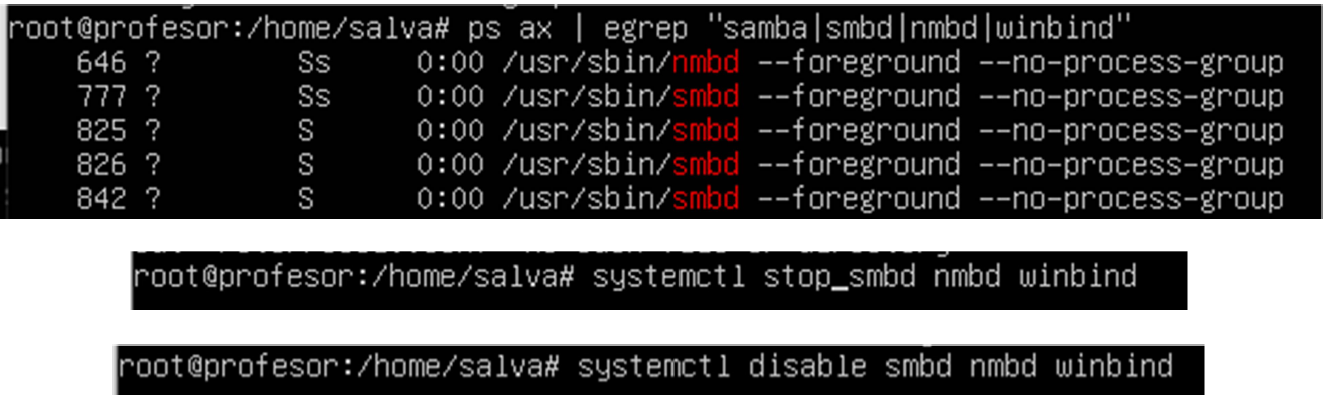 root@profesor:/home/salva# ps ax | egrep "samba|smbd|nmbd|winbind"
646 ? Ss 0:00 /usr/sbin/nmbd --foreground --no-process-group
777 ? Ss 0:00 /usr/sbin/smbd --foreground --no-process-group
825 ? S 0:00 /usr/sbin/smbd --foreground --no-process-group
826 ? S 0:00 /usr/sbin/smbd --foreground --no-process-group
842 ? S 0:00 /usr/sbin/smbd --foreground --no-process-group
root@profesor:/home/salva# systemctl stop_smbd nmbd winbind
root@profesor:/home/salva# systemctl disable smbd nmbd winbind